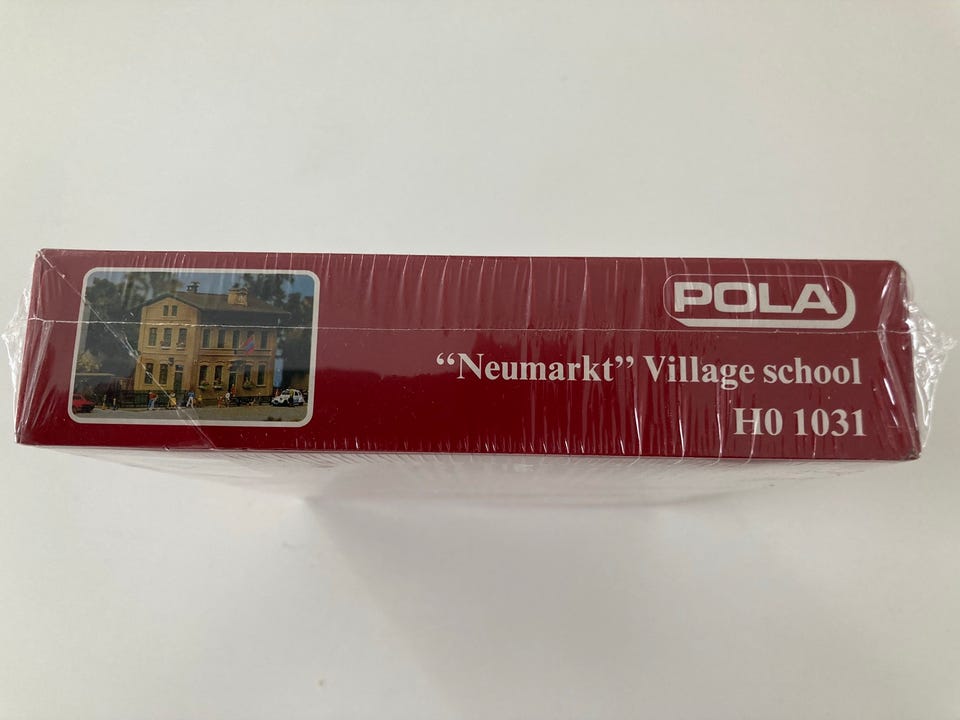 POLA
“Neumarkt” Village school
H0 1031